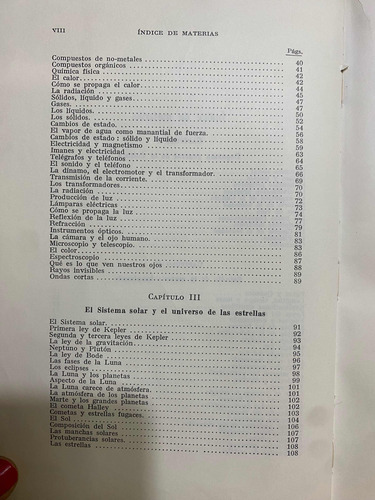 VIII ÍNDICE DE MATERIAS
Págs.
Compuestos de no-metales 40
Compuestos orgánicos 41
Química física 42
El calor 42
Cómo se propaga el calor 44
La radiación 45
Sólidos, líquido y gases 47
Gases. 47
Los líquidos. 50
Los sólidos. 52
Cambios de estado. 54
El vapor de agua como manantial de fuerza. 56
Cambios de estado: sólido y líquido 58
Electricidad y magnetismo 59
Imanes y electricidad 63
Telégrafos y teléfonos 64
El sonido y el teléfono 65
La dinamo, el electromotor y el transformador. 66
Transmisión de la corriente. 69
Los transformadores 70
La radiación 70
Producción de luz 70
Lámparas eléctricas 72
Cómo se propaga la luz 74
Reflexión de la luz 77
Refracción 79
Instrumentos ópticos. 81
La cámara y el ojo humano. 83
Microscopio y telescopio. 83
El color 86
Espectroscopio 87
Qué es lo que ven nuestros ojos 88
Rayos invisibles 89
Ondas cortas 89
CAPÍTULO III
El Sistema solar y el universo de las estrellas
El Sistema solar. 91
Primera ley de Kepler 92
Segunda y tercera leyes de Kepler 93
La ley de la gravitación 94
Neptuno y Plutón 95
La ley de Bode 96
Las fases de la Luna 97
Los eclipses 98
La Luna y los planetas 99
Aspecto de la Luna 101
La Luna carece de atmósfera. 101
La atmósfera de los planetas 102
Marte y los grandes planetas 102
El cometa Halley 103
Cometas y estrellas fugaces. 104
El Sol 106
Composición del Sol 107
Las manchas solares 107
Protuberancias solares. 108
Las estrellas 108